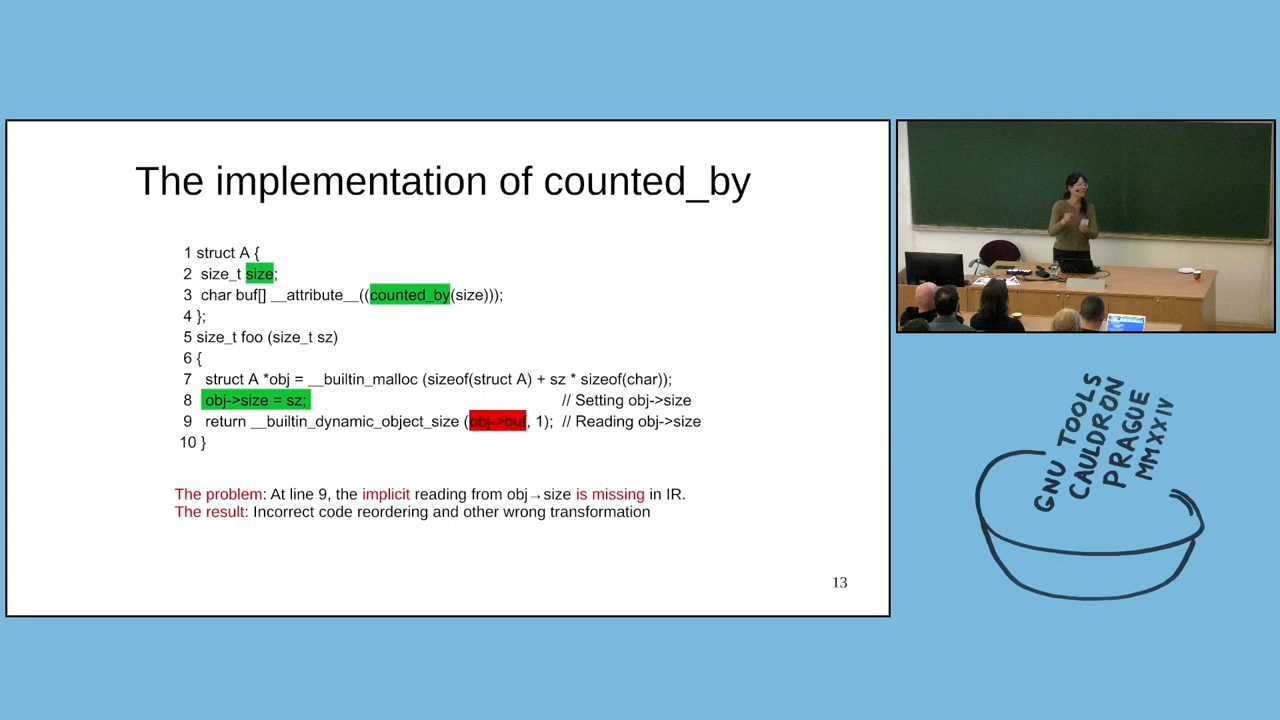 The implementation of counted_by
1 struct A {
2 size_t size;
3 char buf[] __attribute__((counted_by(size)));
4 };
5 size_t foo (size_t sz)
6 {
7 struct A *obj = __builtin_malloc (sizeof(struct A) + sz * sizeof(char));
8 obj->size = sz; // Setting obj->size
9 return __builtin_dynamic_object_size (obj->buf, 1); // Reading obj->size
10 }
The problem: At line 9, the implicit reading from obj→size is missing in IR.
The result: Incorrect code reordering and other wrong transformation
13
GNU TOOLS
CAULDRON
PRAGUE
MMXXIV